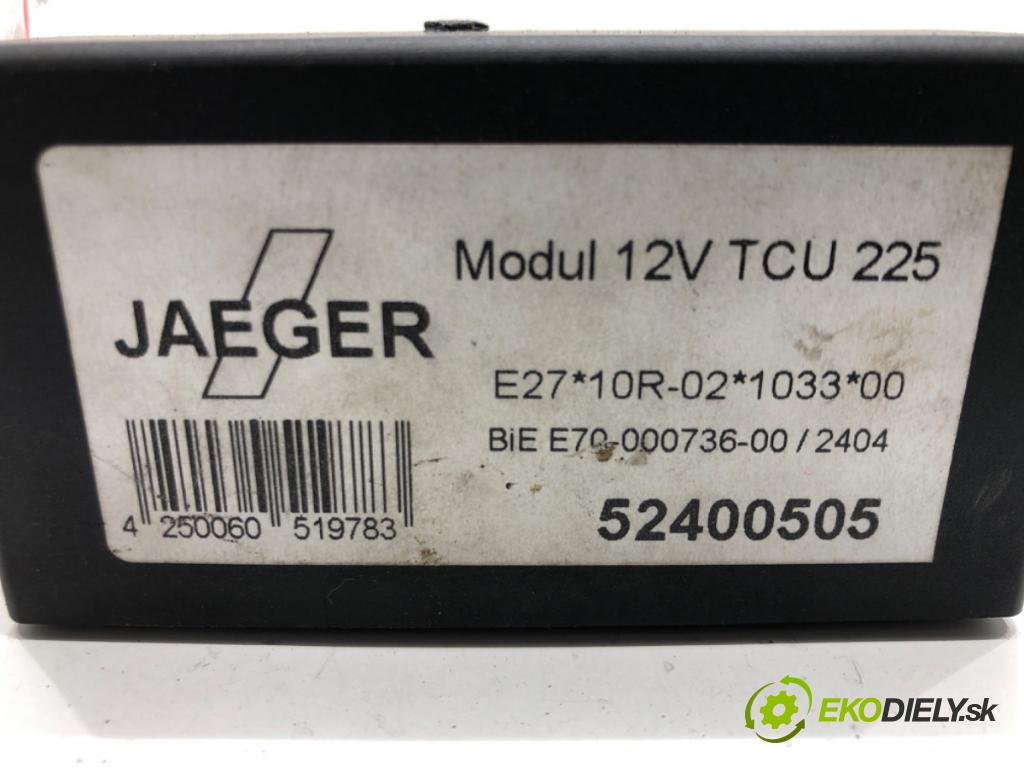 JAEGER
Modul 12V TCU 225
E27*10R-02*1033*00
BiE E70-000736-00 / 2404
52400505
4 250060 519783
EKODIELY.sk